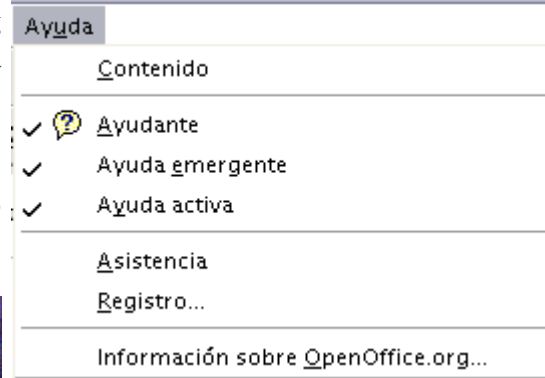 Ayuda
Contenido
Ayudante
Ayuda emergente
Ayuda activa
Asistencia
Registro...
Información sobre OpenOffice.org...